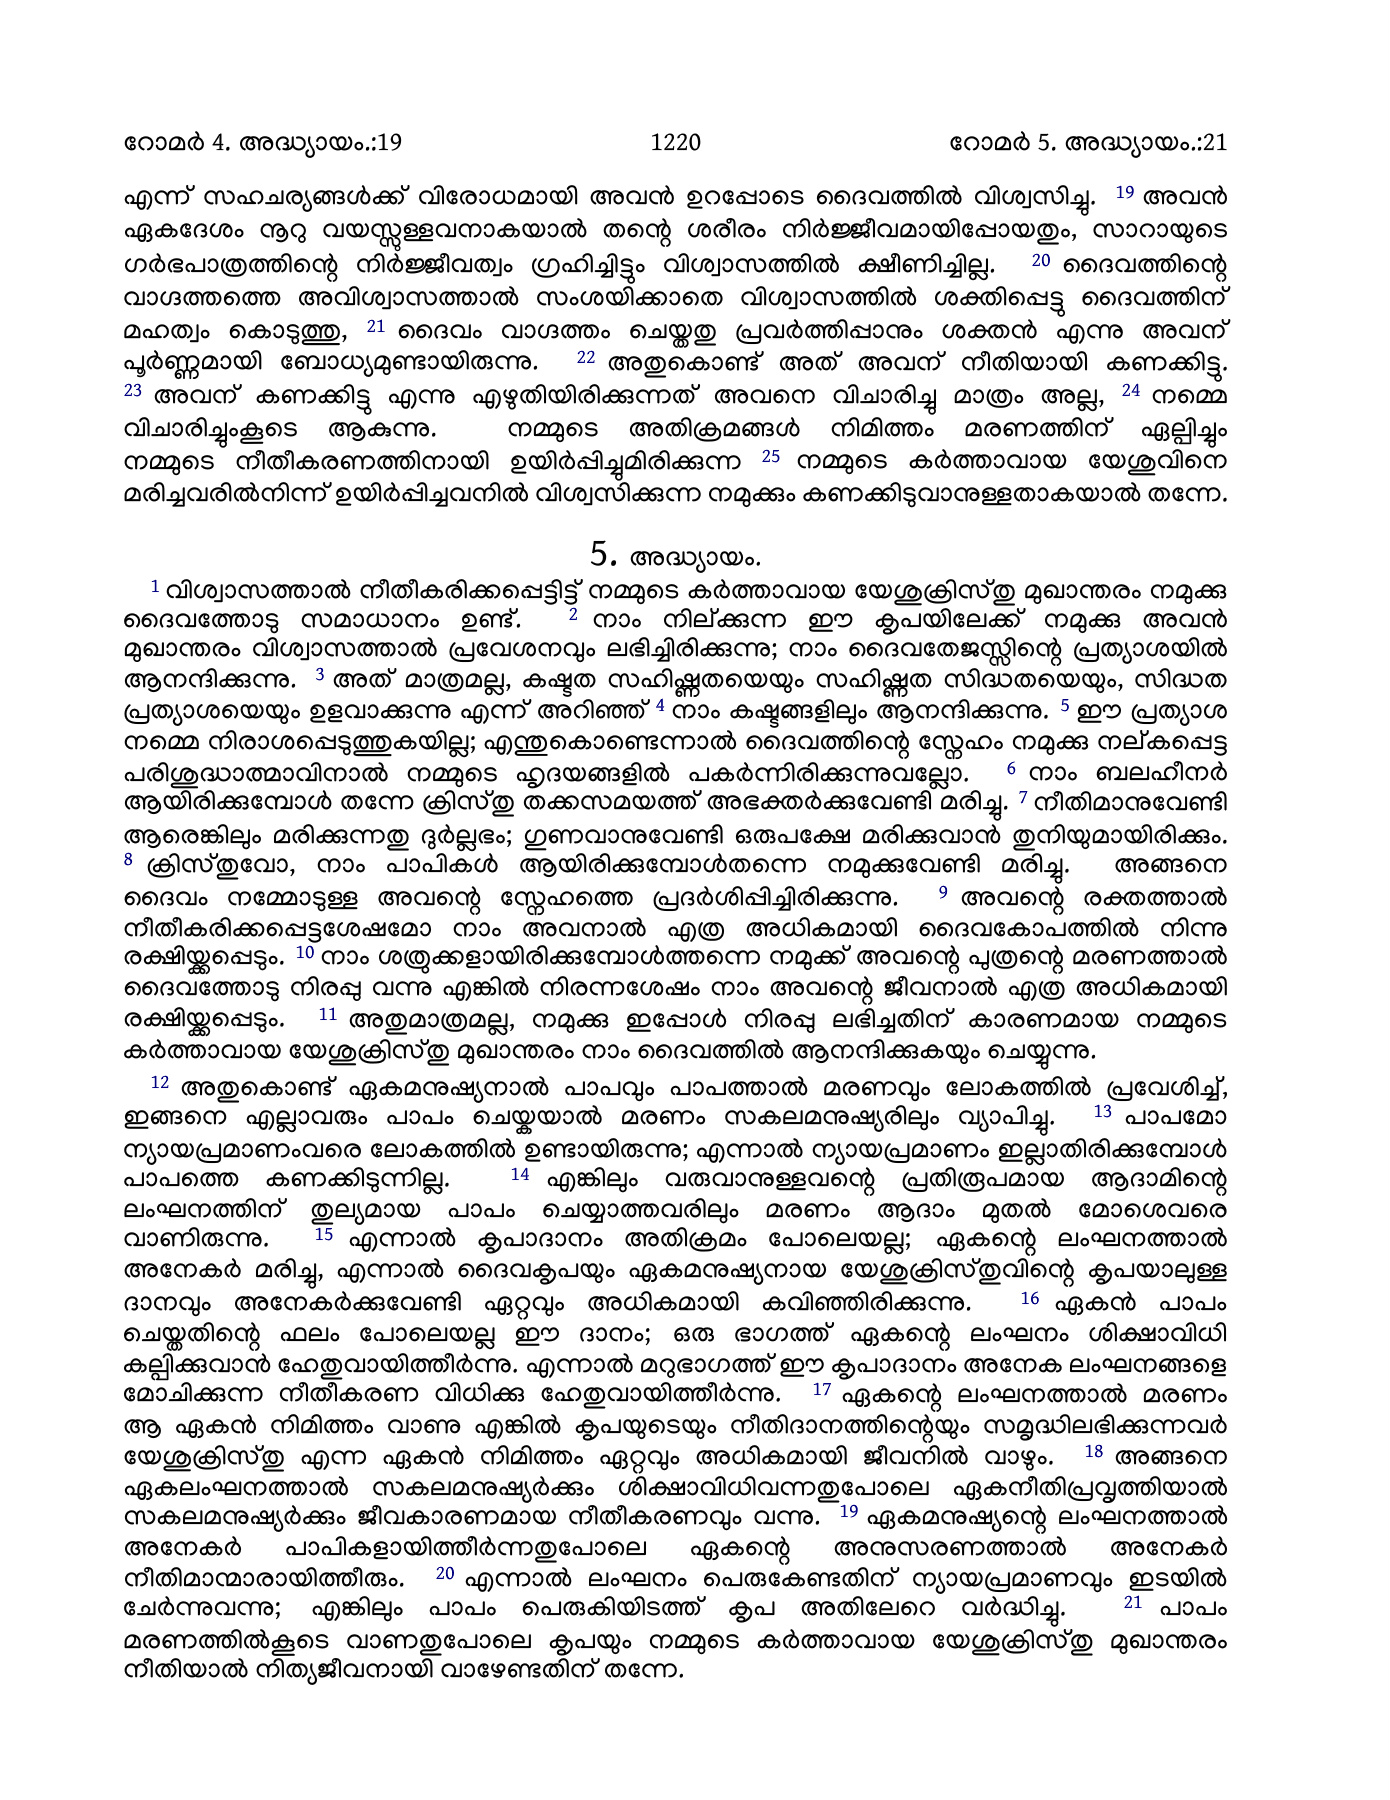 റോമർ 4. അദ്ധ്യായം.:19 1220 റോമർ 5. അദ്ധ്യായം.:21
എന്ന് സഹചര്യങ്ങൾക്ക് വിരോധമായി അവൻ ഉറപ്പോടെ ദൈവത്തിൽ വിശ്വസിച്ചു. 19 അവൻ
ഏകദേശം നൂറു വയസ്സുള്ളവനാകയാൽ തന്റെ ശരീരം നിർജ്ജീവമായിപ്പോയതും, സാറായുടെ
ഗർഭപാത്രത്തിന്റെ നിർജ്ജീവത്വം ഗ്രഹിച്ചിട്ടും വിശ്വാസത്തിൽ ക്ഷീണിച്ചില്ല. 20 ദൈവത്തിന്റെ
വാഗ്ദത്തത്തെ അവിശ്വാസത്താൽ സംശയിക്കാതെ വിശ്വാസത്തിൽ ശക്തിപ്പെട്ടു ദൈവത്തിന്
മഹത്വം കൊടുത്തു, 21 ദൈവം വാഗ്ദത്തം ചെയ്തതു പ്രവർത്തിപ്പാനും ശക്തൻ എന്നു അവന്
പൂർണ്ണമായി ബോധ്യമുണ്ടായിരുന്നു. 22 അതുകൊണ്ട് അത് അവന് നീതിയായി കണക്കിട്ടു.
23 അവന് കണക്കിട്ടു എന്നു എഴുതിയിരിക്കുന്നത് അവനെ വിചാരിച്ചു മാത്രം അല്ല, 24 നമ്മെ
വിചാരിച്ചുംകൂടെ ആകുന്നു. നമ്മുടെ അതിക്രമങ്ങൾ നിമിത്തം മരണത്തിന് ഏല്പിച്ചും
നമ്മുടെ നീതീകരണത്തിനായി ഉയിർപ്പിച്ചുമിരിക്കുന്ന 25 നമ്മുടെ കർത്താവായ യേശുവിനെ
മരിച്ചവരിൽനിന്ന് ഉയിർപ്പിച്ചവനിൽ വിശ്വസിക്കുന്ന നമുക്കും കണക്കിടുവാനുള്ളതാകയാൽ തന്നേ.
5. അദ്ധ്യായം.
1 വിശ്വാസത്താൽ നീതീകരിക്കപ്പെട്ടിട്ട് നമ്മുടെ കർത്താവായ യേശുക്രിസ്തു മുഖാന്തരം നമുക്കു
ദൈവത്തോടു സമാധാനം ഉണ്ട്. 2 നാം നില്ക്കുന്ന ഈ കൃപയിലേക്ക് നമുക്കു അവൻ
മുഖാന്തരം വിശ്വാസത്താൽ പ്രവേശനവും ലഭിച്ചിരിക്കുന്നു; നാം ദൈവതേജസ്സിന്റെ പ്രത്യാശയിൽ
ആനന്ദിക്കുന്നു. 3 അത് മാത്രമല്ല, കഷ്ടത സഹിഷ്ണതയെയും സഹിഷ്ണത സിദ്ധതയെയും, സിദ്ധത
പ്രത്യാശയെയും ഉളവാക്കുന്നു എന്ന് അറിഞ്ഞ് 4 നാം കഷ്ടങ്ങളിലും ആനന്ദിക്കുന്നു. 5 ഈ പ്രത്യാശ
നമ്മെ നിരാശപ്പെടുത്തുകയില്ല; എന്തുകൊണ്ടെന്നാൽ ദൈവത്തിന്റെ സ്നേഹം നമുക്കു നല്കപ്പെട്ട
പരിശുദ്ധാത്മാവിനാൽ നമ്മുടെ ഹൃദയങ്ങളിൽ പകർന്നിരിക്കുന്നുവല്ലോ. 6 നാം ബലഹീനർ
ആയിരിക്കുമ്പോൾ തന്നേ ക്രിസ്തു തക്കസമയത്ത് അഭക്തർക്കുവേണ്ടി മരിച്ചു. 7 നീതിമാനുവേണ്ടി
ആരെങ്കിലും മരിക്കുന്നതു ദുർല്ലഭം; ഗുണവാനുവേണ്ടി ഒരുപക്ഷേ മരിക്കുവാൻ തുനിയുമായിരിക്കും.
8 ക്രിസ്തുവോ, നാം പാപികൾ ആയിരിക്കുമ്പോൾതന്നെ നമുക്കുവേണ്ടി മരിച്ചു. അങ്ങനെ
ദൈവം നമ്മോടുള്ള അവന്റെ സ്നേഹത്തെ പ്രദർശിപ്പിച്ചിരിക്കുന്നു. 9 അവന്റെ രക്തത്താൽ
നീതീകരിക്കപ്പെട്ടശേഷമോ നാം അവനാൽ എത്ര അധികമായി ദൈവകോപത്തിൽ നിന്നു
രക്ഷിയ്ക്കപ്പെടും. 10 നാം ശത്രുക്കളായിരിക്കുമ്പോൾത്തന്നെ നമുക്ക് അവന്റെ പുത്രന്റെ മരണത്താൽ
ദൈവത്തോടു നിരപ്പു വന്നു എങ്കിൽ നിരന്നശേഷം നാം അവന്റെ ജീവനാൽ എത്ര അധികമായി
രക്ഷിയ്ക്കപ്പെടും. 11 അതുമാത്രമല്ല, നമുക്കു ഇപ്പോൾ നിരപ്പു ലഭിച്ചതിന് കാരണമായ നമ്മുടെ
കർത്താവായ യേശുക്രിസ്തു മുഖാന്തരം നാം ദൈവത്തിൽ ആനന്ദിക്കുകയും ചെയ്യുന്നു.
12 അതുകൊണ്ട് ഏകമനുഷ്യനാൽ പാപവും പാപത്താൽ മരണവും ലോകത്തിൽ പ്രവേശിച്ച്,
ഇങ്ങനെ എല്ലാവരും പാപം ചെയ്കയാൽ മരണം സകലമനുഷ്യരിലും വ്യാപിച്ചു. 13 പാപമോ
ന്യായപ്രമാണംവരെ ലോകത്തിൽ ഉണ്ടായിരുന്നു; എന്നാൽ ന്യായപ്രമാണം ഇല്ലാതിരിക്കുമ്പോൾ
പാപത്തെ കണക്കിടുന്നില്ല. 14 എങ്കിലും വരുവാനുള്ളവന്റെ പ്രതിരൂപമായ ആദാമിന്റെ
ലംഘനത്തിന് തുല്യമായ പാപം ചെയ്യാത്തവരിലും മരണം ആദാം മുതൽ മോശെവരെ
വാണിരുന്നു. 15 എന്നാൽ കൃപാദാനം അതിക്രമം പോലെയല്ല; ഏകന്റെ ലംഘനത്താൽ
അനേകർ മരിച്ചു, എന്നാൽ ദൈവകൃപയും ഏകമനുഷ്യനായ യേശുക്രിസ്തുവിന്റെ കൃപയാലുള്ള
ദാനവും അനേകർക്കുവേണ്ടി ഏറ്റവും അധികമായി കവിഞ്ഞിരിക്കുന്നു. 16 ഏകൻ പാപം
ചെയ്തതിന്റെ ഫലം പോലെയല്ല ഈ ദാനം; ഒരു ഭാഗത്ത് ഏകന്റെ ലംഘനം ശിക്ഷാവിധി
കല്പിക്കുവാൻ ഹേതുവായിത്തീർന്നു. എന്നാൽ മറുഭാഗത്ത് ഈ കൃപാദാനം അനേക ലംഘനങ്ങളെ
മോചിക്കുന്ന നീതീകരണ വിധിക്കു ഹേതുവായിത്തീർന്നു. 17 ഏകന്റെ ലംഘനത്താൽ മരണം
ആ ഏകൻ നിമിത്തം വാണു എങ്കിൽ കൃപയുടെയും നീതിദാനത്തിന്റെയും സമൃദ്ധിലഭിക്കുന്നവർ
യേശുക്രിസ്തു എന്ന ഏകൻ നിമിത്തം ഏറ്റവും അധികമായി ജീവനിൽ വാഴും. 18 അങ്ങനെ
ഏകലംഘനത്താൽ സകലമനുഷ്യർക്കും ശിക്ഷാവിധിവന്നതുപോലെ ഏകനീതിപ്രവൃത്തിയാൽ
സകലമനുഷ്യർക്കും ജീവകാരണമായ നീതീകരണവും വന്നു. 19 ഏകമനുഷ്യന്റെ ലംഘനത്താൽ
അനേകർ പാപികളായിത്തീർന്നതുപോലെ ഏകന്റെ അനുസരണത്താൽ അനേകർ
നീതിമാന്മാരായിത്തീരും. 20 എന്നാൽ ലംഘനം പെരുകേണ്ടതിന് ന്യായപ്രമാണവും ഇടയിൽ
ചേർന്നുവന്നു; എങ്കിലും പാപം പെരുകിയിടത്ത് കൃപ അതിലേറെ വർദ്ധിച്ചു. 21 പാപം
മരണത്തിൽകൂടെ വാണതുപോലെ കൃപയും നമ്മുടെ കർത്താവായ യേശുക്രിസ്തു മുഖാന്തരം
നീതിയാൽ നിത്യജീവനായി വാഴേണ്ടതിന് തന്നേ.